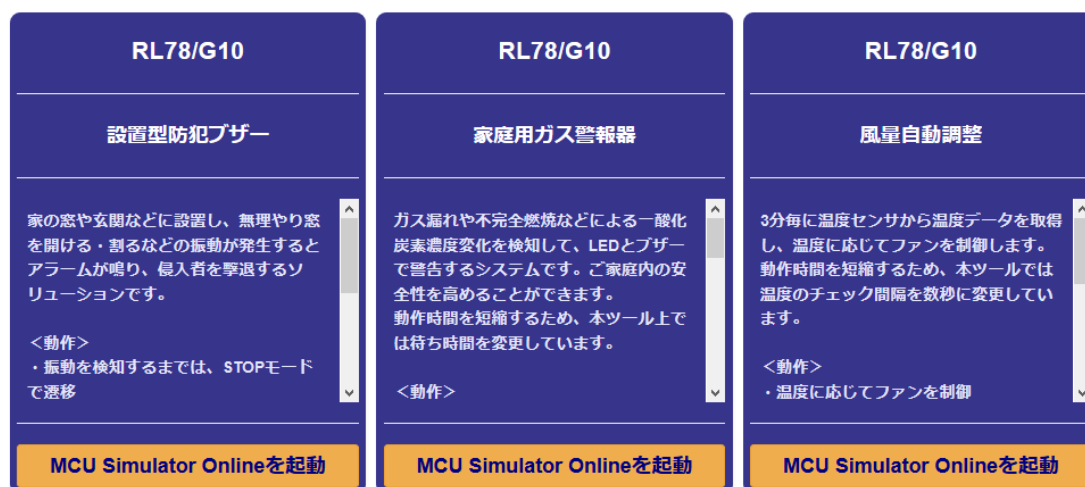 RL78/G10
設置型防犯ブザー
家の窓や玄関などに設置し、無理やり窓
を開ける・割るなどの振動が発生すると
アラームが鳴り、侵入者を撃退するソ
リューションです。
＜動作＞
・振動を検知するまでは、STOPモード
で遷移
MCU Simulator Onlineを起動
RL78/G10
家庭用ガス警報器
ガス漏れや不完全燃焼などによる一酸化
炭素濃度変化を検知して、LEDとブザー
で警告するシステムです。ご家庭内の安
全性を高めることができます。
動作時間を短縮するため、本ツール上で
は待ち時間を変更しています。
＜動作＞
MCU Simulator Onlineを起動
RL78/G10
風量自動調整
3分毎に温度センサから温度データを取得
し、温度に応じてファンを制御します。
動作時間を短縮するため、本ツールでは
温度のチェック間隔を数秒に変更してい
ます。
＜動作＞
・温度に応じてファンを制御
MCU Simulator Onlineを起動